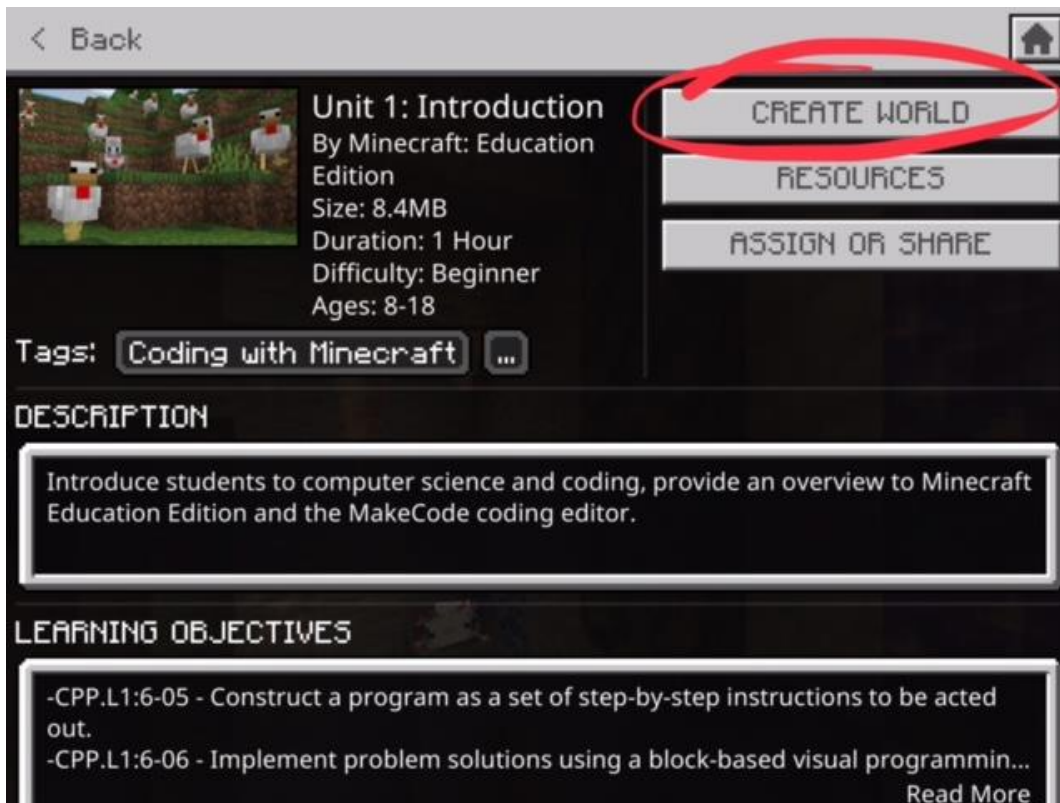 < Back
Unit 1: Introduction
By Minecraft: Education
Edition
Size: 8.4MB
Duration: 1 Hour
Difficulty: Beginner
Ages: 8-18
CREATE WORLD
RESOURCES
ASSIGN OR SHARE
Tags: Coding with Minecraft ...
DESCRIPTION
Introduce students to computer science and coding, provide an overview to Minecraft
Education Edition and the MakeCode coding editor.
LEARNING OBJECTIVES
-CPP.L1:6-05 - Construct a program as a set of step-by-step instructions to be acted
out.
-CPP.L1:6-06 - Implement problem solutions using a block-based visual programmin...
Read More